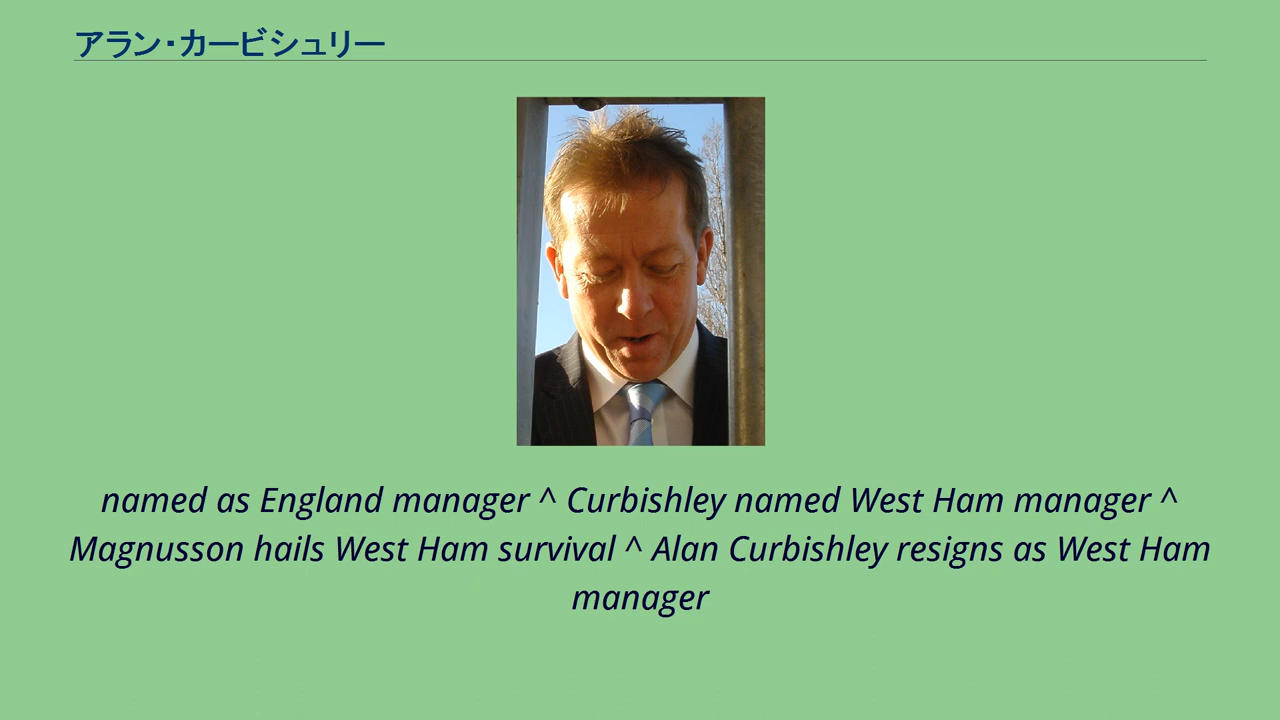 アラン・カービシュリー
named as England manager ^ Curbishley named West Ham manager ^
Magnusson hails West Ham survival ^ Alan Curbishley resigns as West Ham
manager